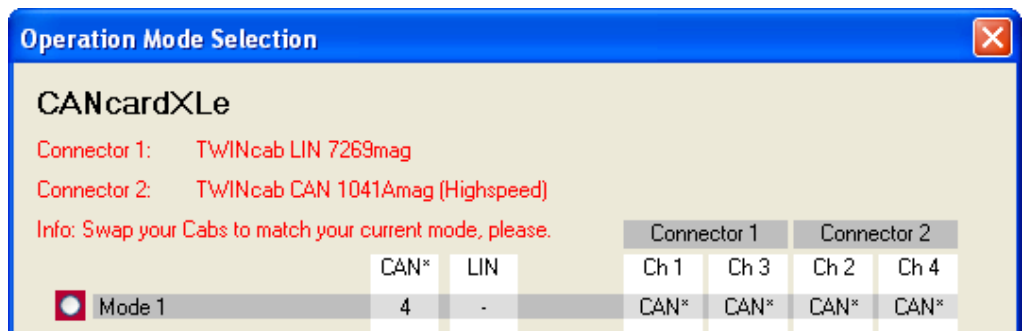 Operation Mode Selection
CANcardXLe
Connector 1: TWINcab LIN 7269mag
Connector 2: TWINcab CAN 1041Amag (Highspeed)
Info: Swap your Cabs to match your current mode, please.
Connector 1 Connector 2
CAN* LIN Ch 1 Ch 3 Ch 2 Ch 4
Mode 1 4 - CAN* CAN* CAN* CAN*